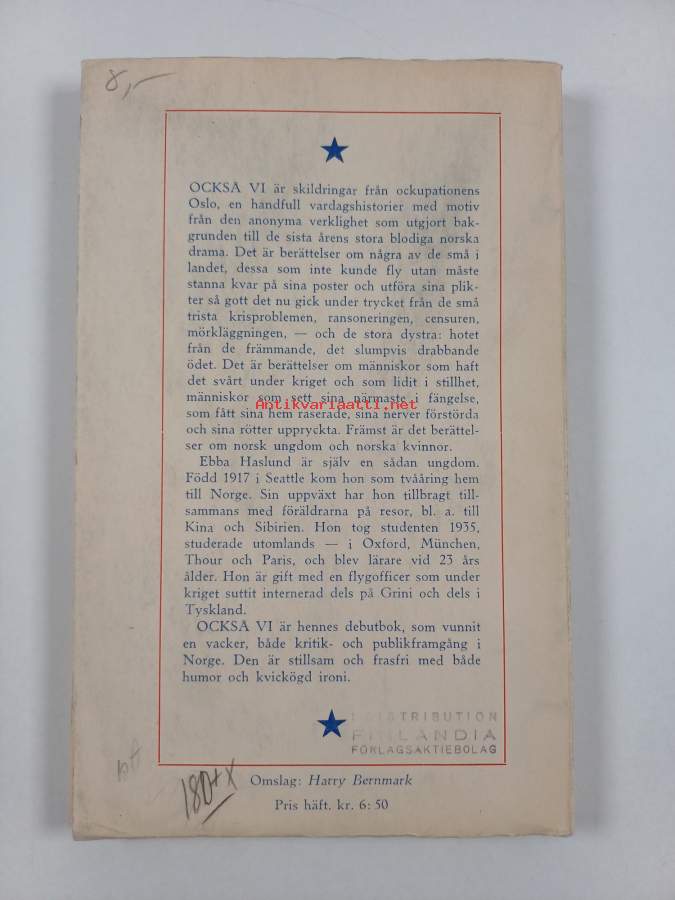 8,—
OCKSÅ VI är skildringar från ockupationens
Oslo, en handfull vardagshistorier med motiv
från den anonyma verklighet som utgjort bak-
grunden till de sista årens stora blodiga norska
drama. Det är berättelser om några av de små i
landet, dessa som inte kunde fly utan måste
stanna kvar på sina poster och utföra sina plik-
ter så gott det nu gick under trycket från de små
trista krisproblemen, ransoneringen, censuren,
mörkläggningen, — och de stora dystra: hotet
från de främmande, det slumpvis drabbande
ödet. Det är berättelser om människor som haft
det svårt under kriget och som lidit i stillhet,
människor som sett sina närmaste i fängelse,
Antikvariaatti.net
som fått sina hem raserade, sina nerver förstörda
och sina rötter uppryckta. Främst är det berättel-
ser om norsk ungdom och norska kvinnor.
Ebba Haslund är själv en sådan ungdom.
Född 1917 i Seattle kom hon som tvååring hem
till Norge. Sin uppväxt har hon tillbragt till-
sammans med föräldrarna på resor, bl. a. till
Kina och Sibirien. Hon tog studenten 1935,
studerade utomlands — i Oxford, München,
Thour och Paris, och blev lärare vid 23 års
ålder. Hon är gift med en flygofficer som under
kriget suttit internerad dels på Grini och dels i
Tyskland.
OCKSÅ VI är hennes debutbok, som vunnit
en vacker, både kritik- och publikframgång i
Norge. Den är stillsam och frasfri med både
humor och kvickögd ironi.
DISTRIBUTION
FINLANDIA
FÖRLAGSAKTIEBOLAG
Omslag: Harry Bernmark
Pris häft. kr. 6: 50